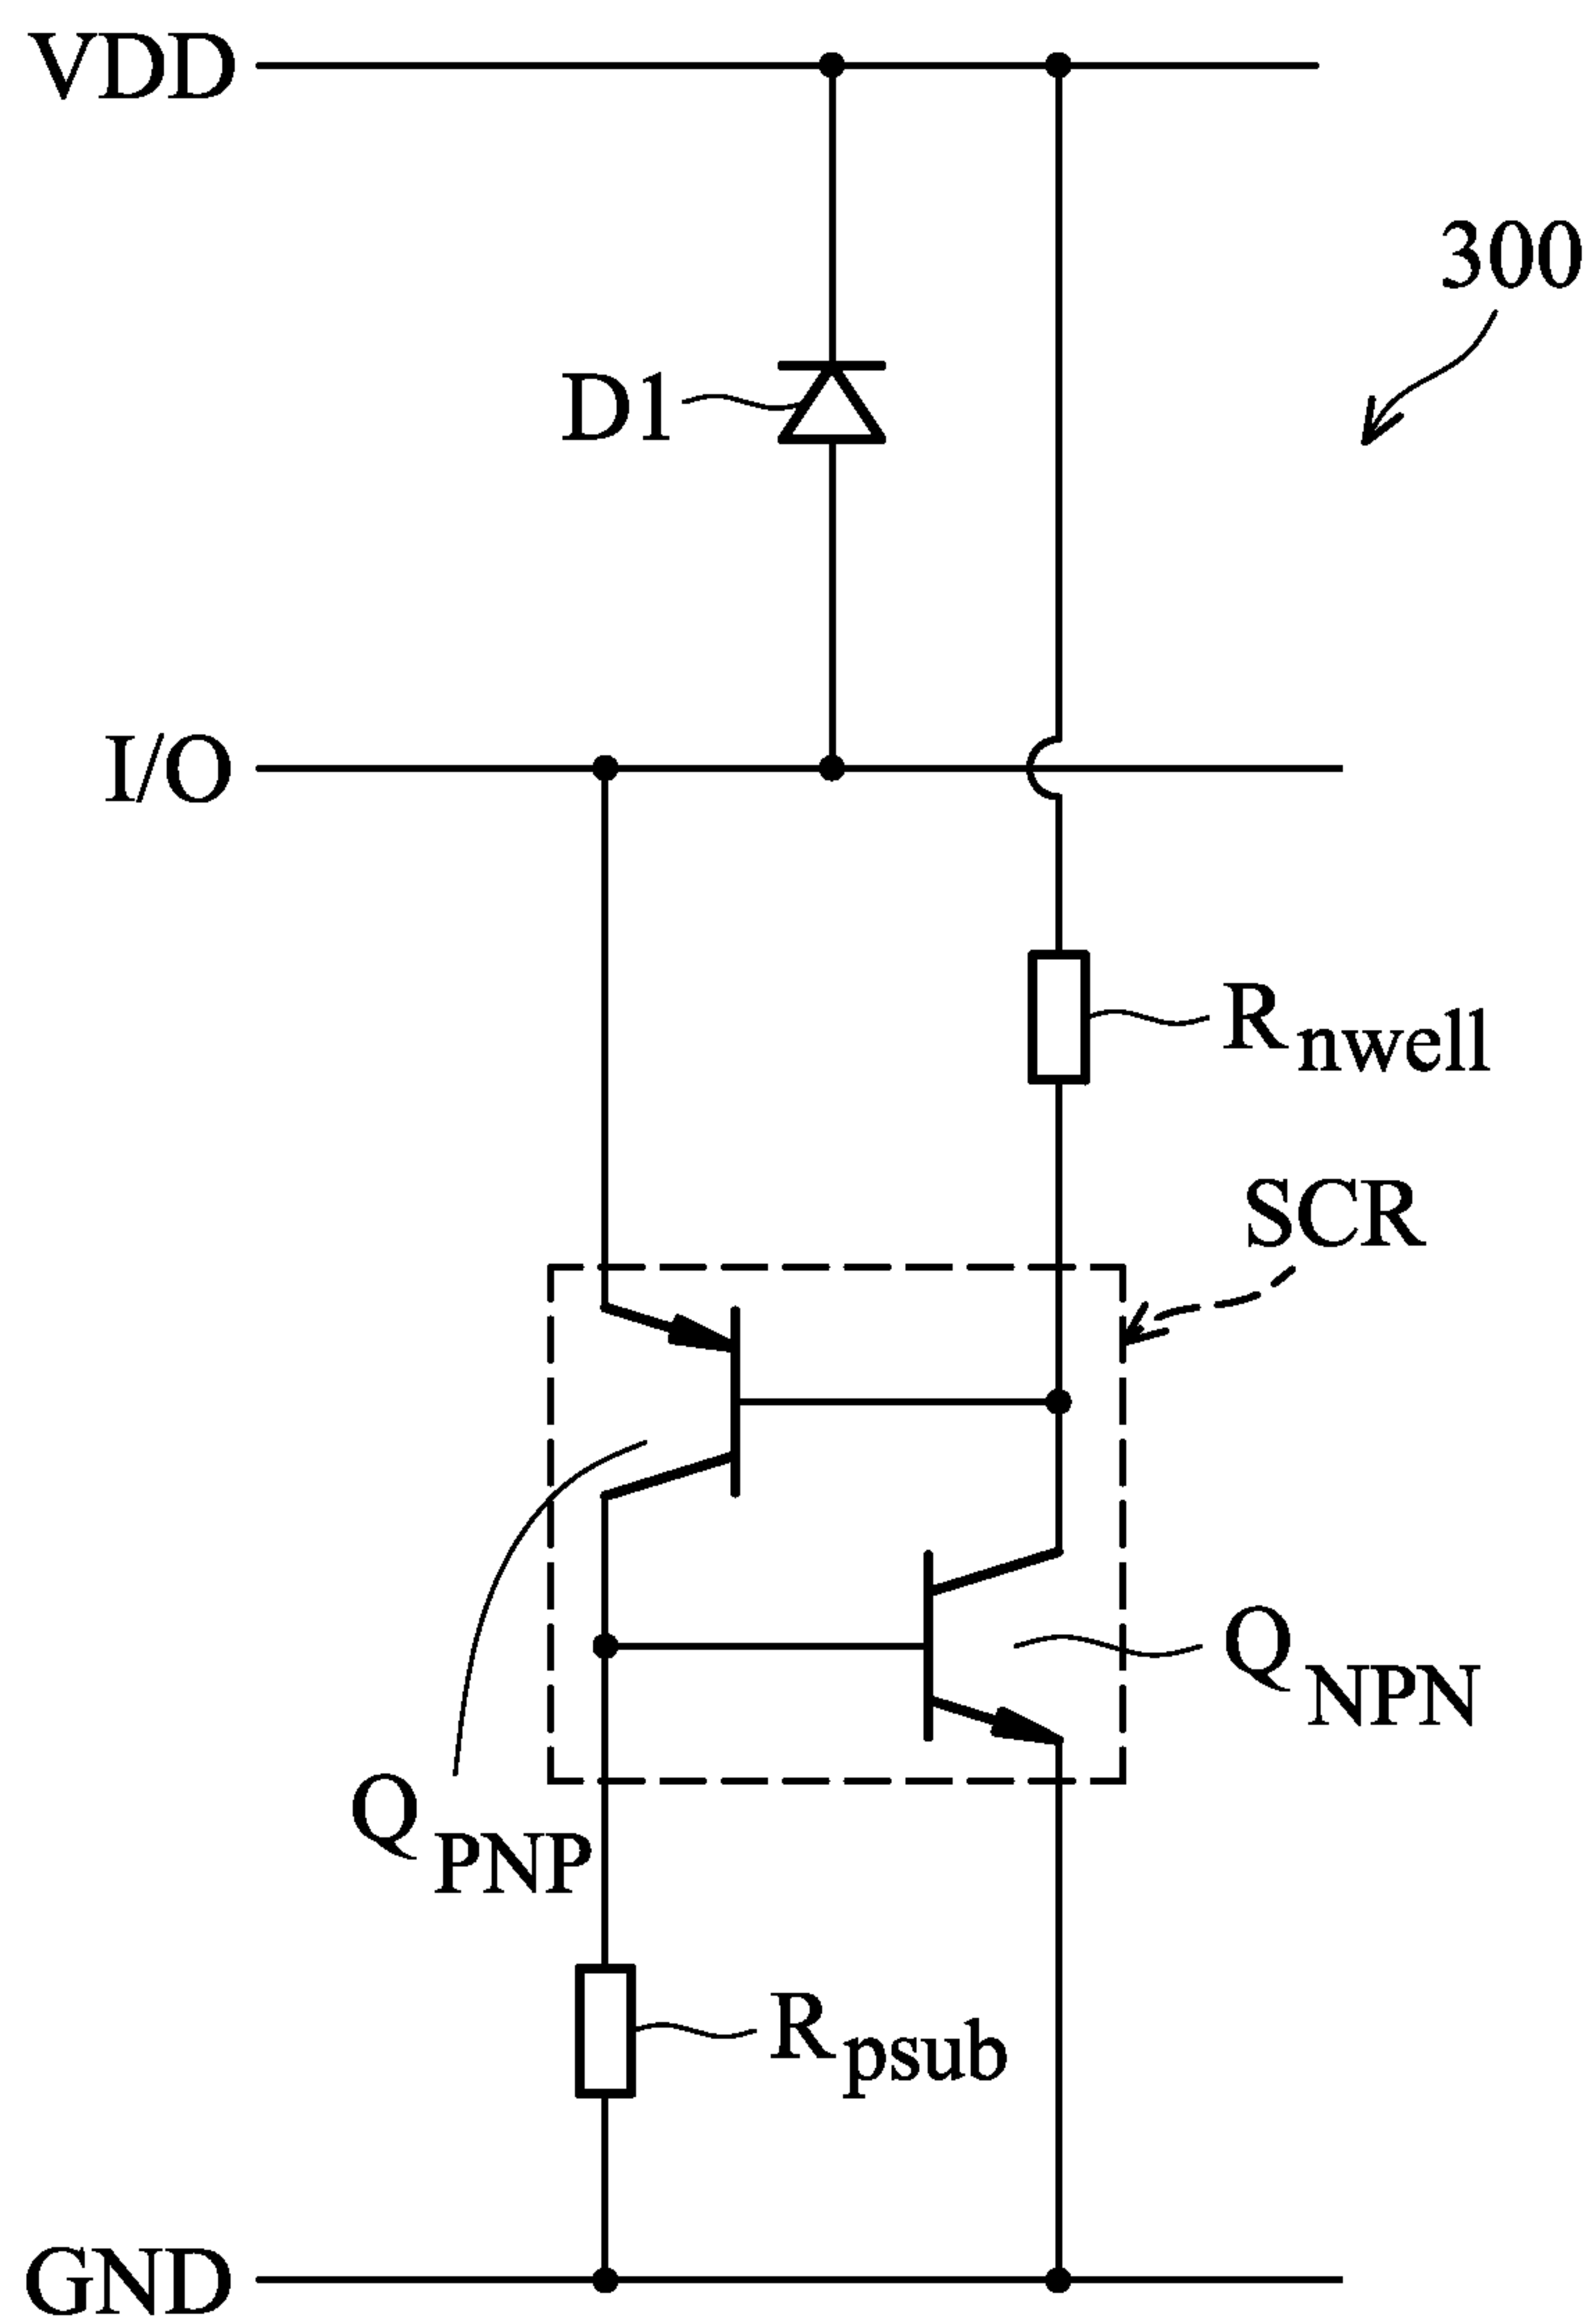 VDD
300
D1
I/O
Rnwell
SCR
QNPN
QPNP
Rpsub
GND